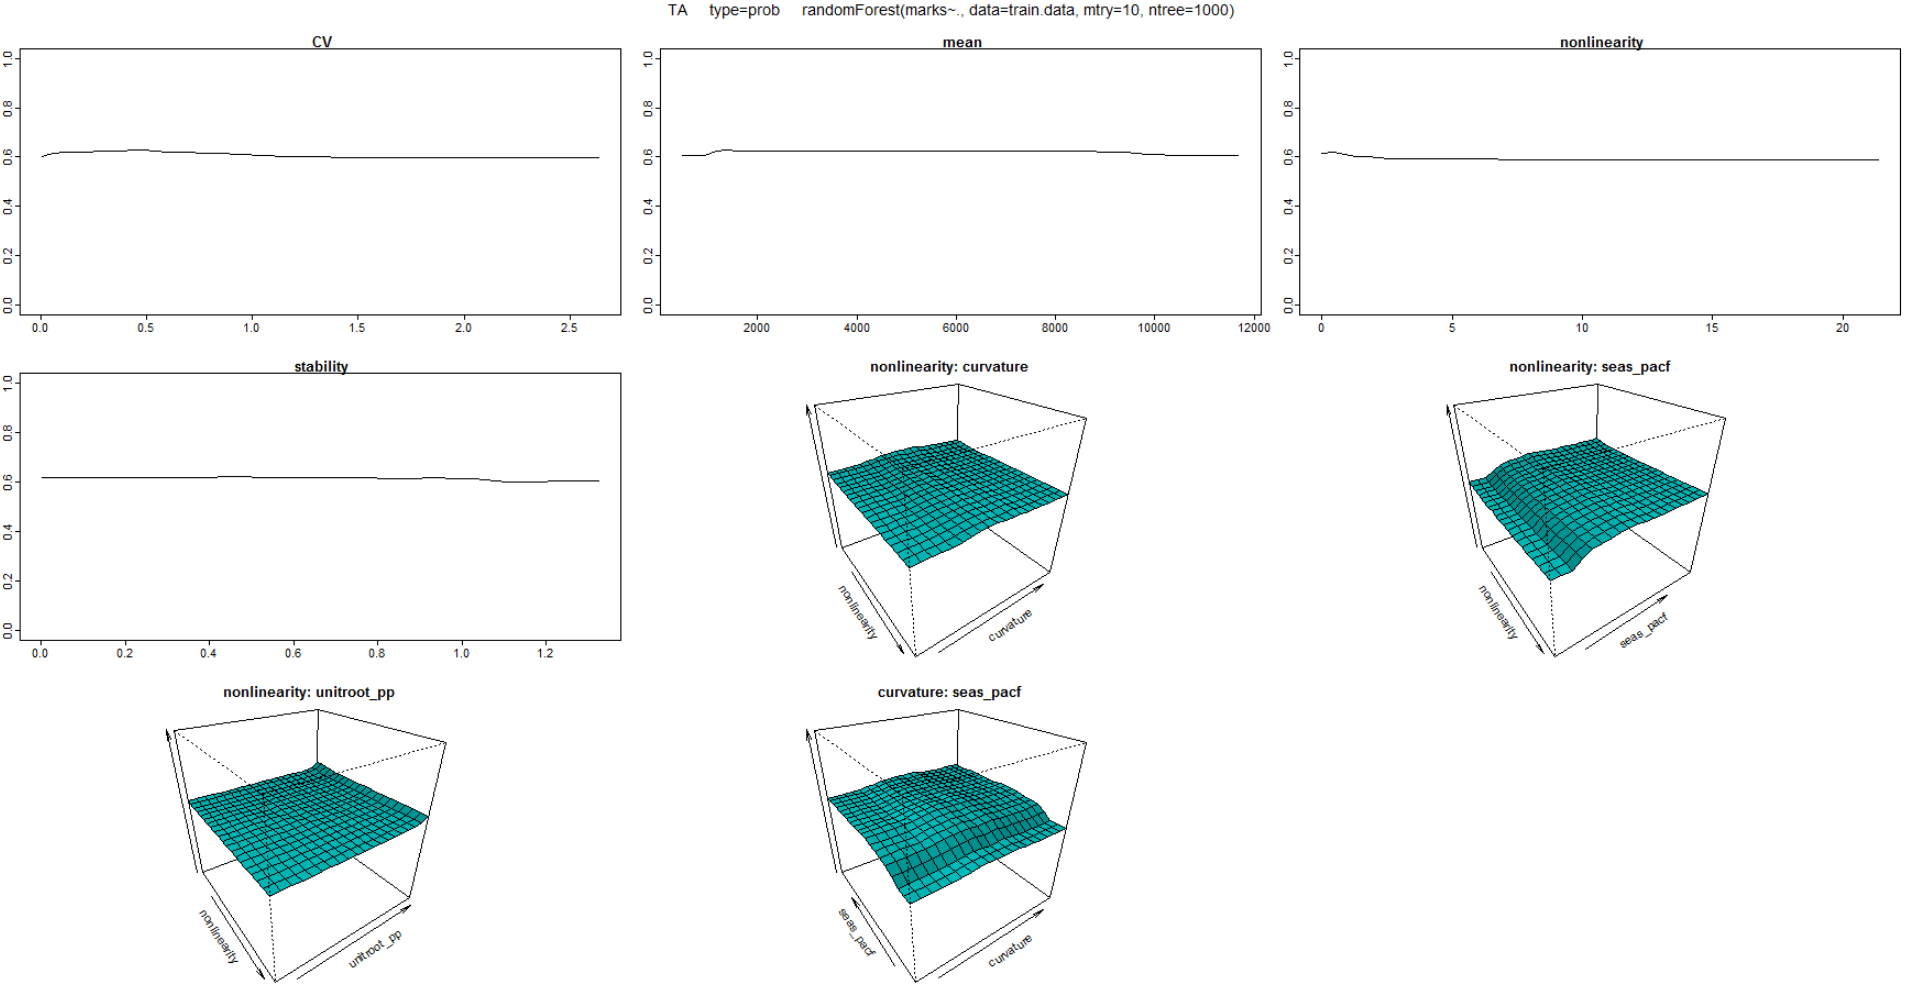 TA type=prob randomForest(marks~., data=train.data, mtry=10, ntree=1000)
CV
1.0
0.8
0.6
0.4
0.2
0.0
0.0 0.5 1.0 1.5 2.0 2.5
mean
1.0
0.8
0.6
0.4
0.2
0.0
2000 4000 6000 8000 10000 12000
nonlinearity
1.0
0.8
0.6
0.4
0.2
0.0
0 5 10 15 20
stability
1.0
0.8
0.6
0.4
0.2
0.0
0.0 0.2 0.4 0.6 0.8 1.0 1.2
nonlinearity: curvature
nonlinearity
curvature
nonlinearity: seas_pacf
nonlinearity
seas_pacf
nonlinearity: unitroot_pp
nonlinearity
unitroot_pp
curvature: seas_pacf
seas_pacf
curvature